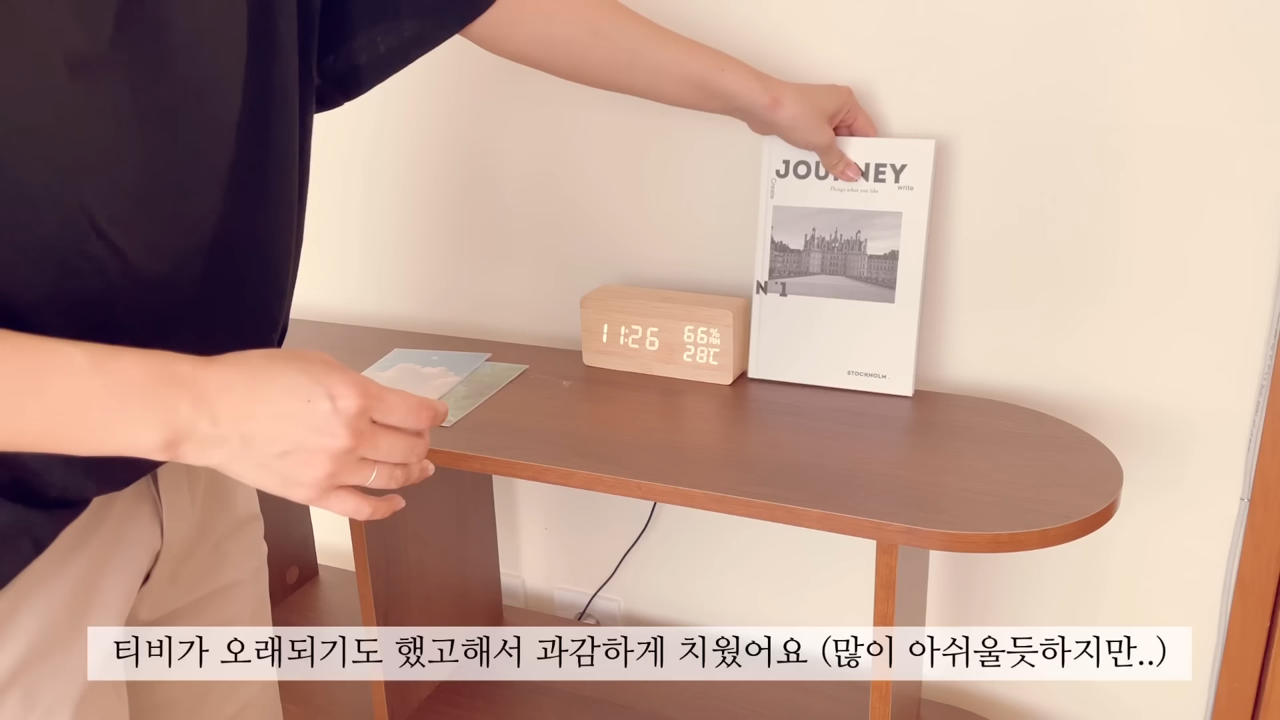 JOURNEY
Things what you like
Create
write
N˚1
STOCKHOLM.
11:26
66%
RH
28℃
티비가 오래되기도 했고해서 과감하게 치웠어요 (많이 아쉬울듯하지만..)